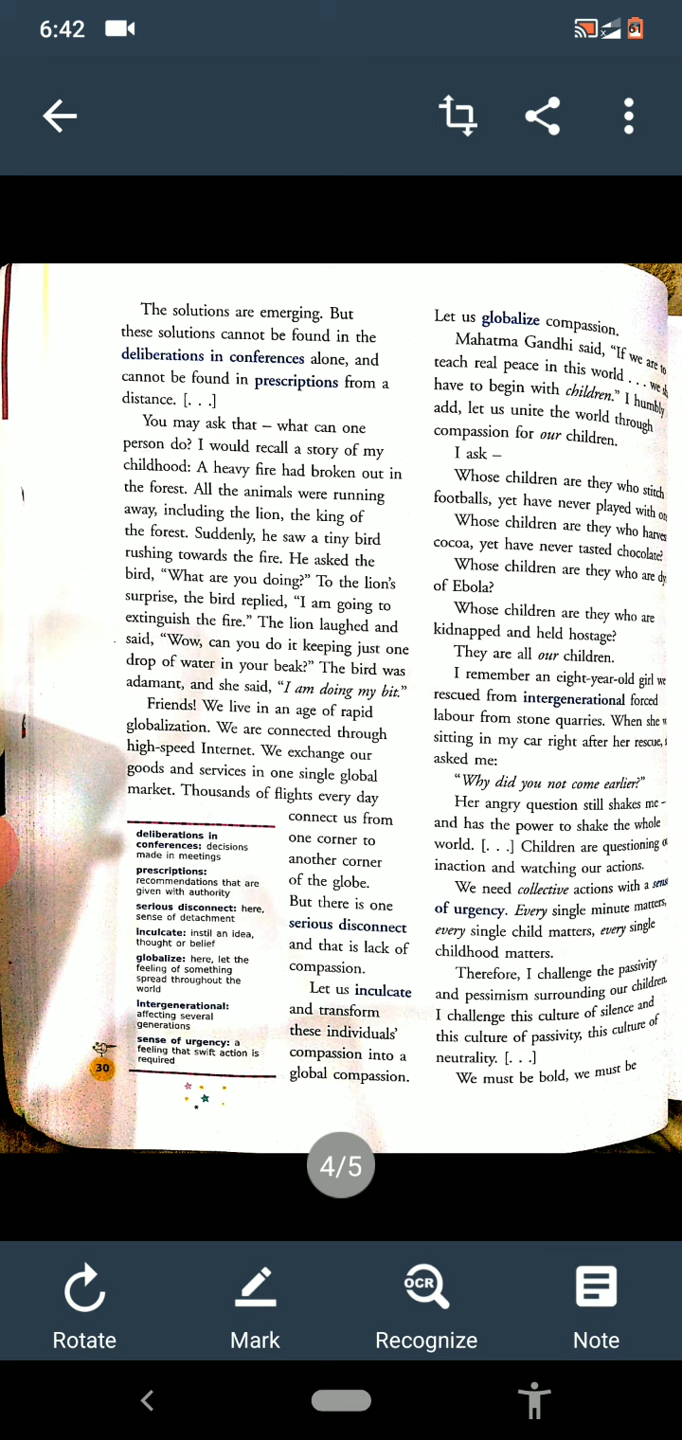 6:42
61
The solutions are emerging. But
these solutions cannot be found in the
deliberations in conferences alone, and
cannot be found in prescriptions from a
distance. [. . .]
You may ask that – what can one
person do? I would recall a story of my
childhood: A heavy fire had broken out in
the forest. All the animals were running
away, including the lion, the king of
the forest. Suddenly, he saw a tiny bird
rushing towards the fire. He asked the
bird, “What are you doing?” To the lion’s
surprise, the bird replied, “I am going to
extinguish the fire.” The lion laughed and
said, “Wow, can you do it keeping just one
drop of water in your beak?” The bird was
adamant, and she said, “I am doing my bit.”
Friends! We live in an age of rapid
globalization. We are connected through
high-speed Internet. We exchange our
goods and services in one single global
market. Thousands of flights every day
connect us from
one corner to
another corner
of the globe.
But there is one
serious disconnect
and that is lack of
compassion.
Let us inculcate
and transform
these individuals’
compassion into a
global compassion.
deliberations in
conferences: decisions
made in meetings
prescriptions:
recommendations that are
given with authority
serious disconnect: here,
sense of detachment
inculcate: instil an idea,
thought or belief
globalize: here, let the
feeling of something
spread throughout the
world
intergenerational:
affecting several
generations
sense of urgency: a
feeling that swift action is
required
30
Let us globalize compassion.
Mahatma Gandhi said, “If we are to
teach real peace in this world . . . we
have to begin with children.” I humbly
add, let us unite the world through
compassion for our children.
I ask –
Whose children are they who stitch
footballs, yet have never played with
Whose children are they who
cocoa, yet have never tasted chocolate?
Whose children are they who are
of Ebola?
Whose children are they who are
kidnapped and held hostage?
They are all our children.
I remember an eight-year-old girl
rescued from intergenerational forced
labour from stone quarries. When she
sitting in my car right after her rescue,
asked me:
“Why did you not come earlier?”
Her angry question still shakes me –
and has the power to shake the whole
world. [. . .] Children are questioning
inaction and watching our actions.
We need collective actions with a sense
of urgency. Every single minute matters,
every single child matters, every single
childhood matters.
Therefore, I challenge the passivity
and pessimism surrounding our children.
I challenge this culture of silence and
this culture of passivity, this culture of
neutrality. [. . .]
We must be bold, we must be
4/5
OCR
Rotate Mark Recognize Note